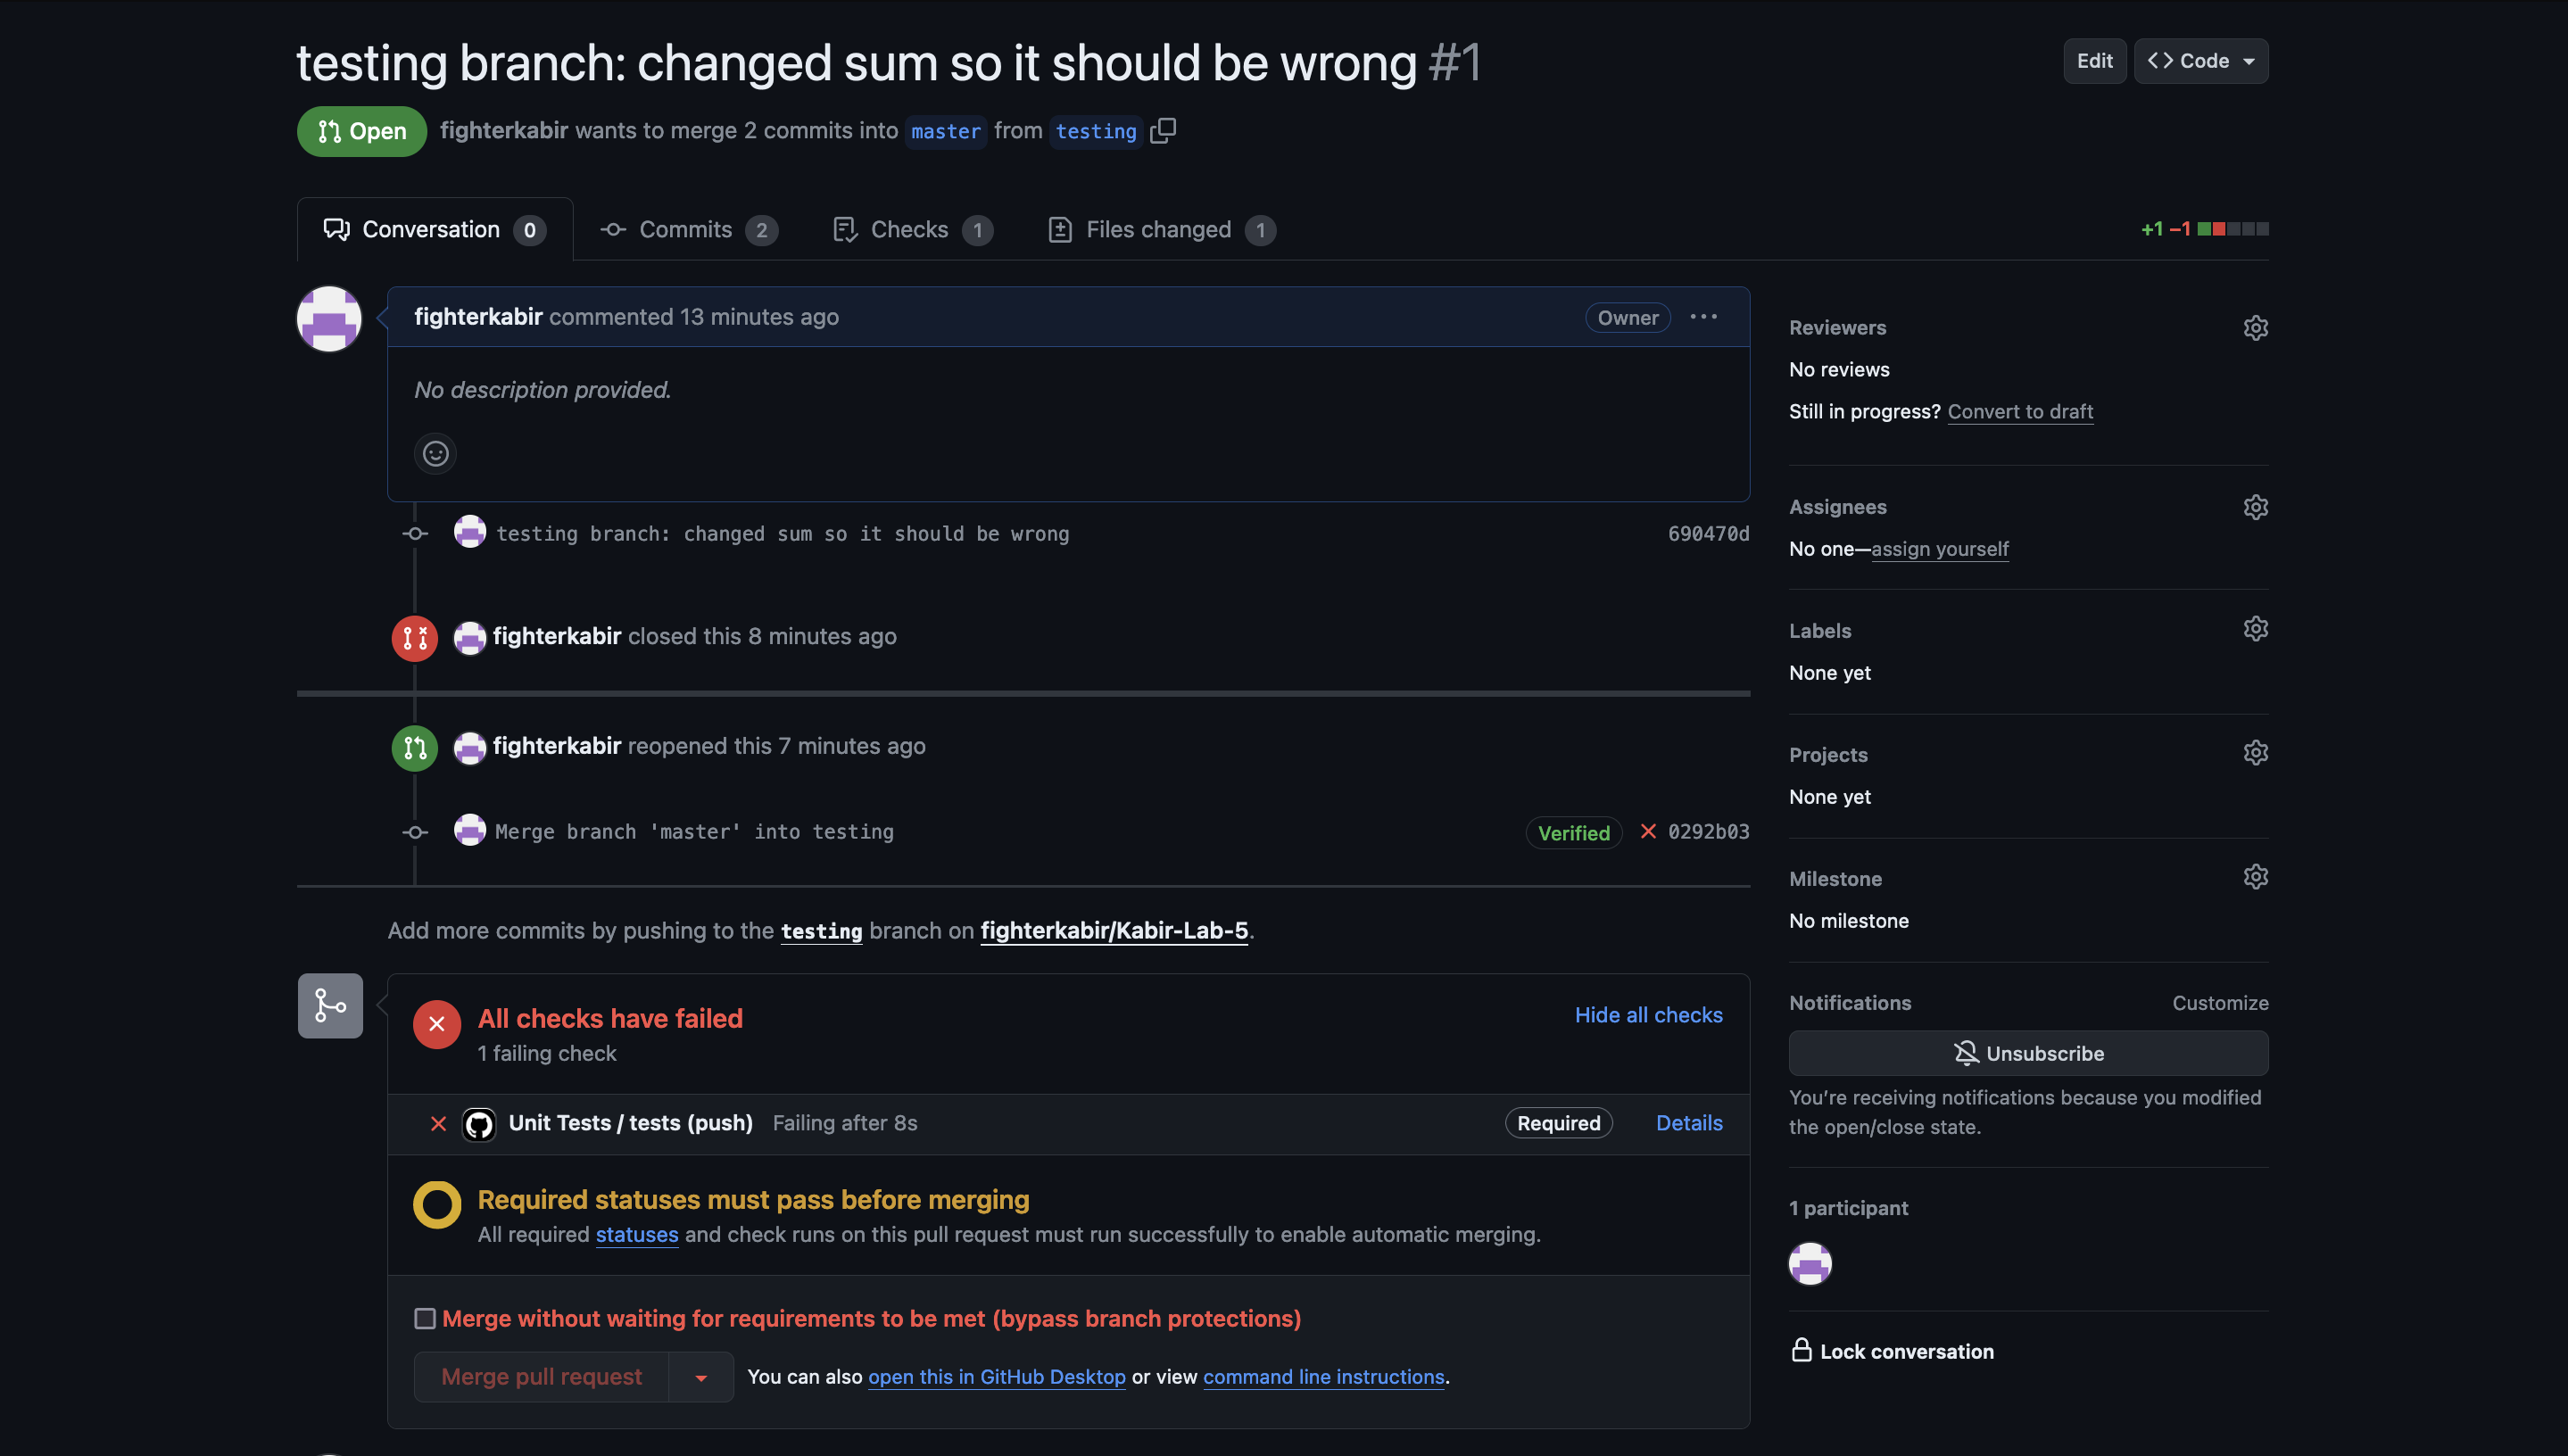 testing branch: changed sum so it should be wrong #1
Edit
Code
Open
fighterkabir wants to merge 2 commits into master from testing
Conversation 0
Commits 2
Checks 1
Files changed 1
+1 −1
fighterkabir commented 13 minutes ago
Owner
No description provided.
testing branch: changed sum so it should be wrong
690470d
fighterkabir closed this 8 minutes ago
fighterkabir reopened this 7 minutes ago
Merge branch 'master' into testing
Verified
0292b03
Add more commits by pushing to the testing branch on fighterkabir/Kabir-Lab-5.
All checks have failed
1 failing check
Hide all checks
Unit Tests / tests (push) Failing after 8s
Required
Details
Required statuses must pass before merging
All required statuses and check runs on this pull request must run successfully to enable automatic merging.
Merge without waiting for requirements to be met (bypass branch protections)
Merge pull request
You can also open this in GitHub Desktop or view command line instructions.
Reviewers
No reviews
Still in progress? Convert to draft
Assignees
No one—assign yourself
Labels
None yet
Projects
None yet
Milestone
No milestone
Notifications
Customize
Unsubscribe
You're receiving notifications because you modified
the open/close state.
1 participant
Lock conversation